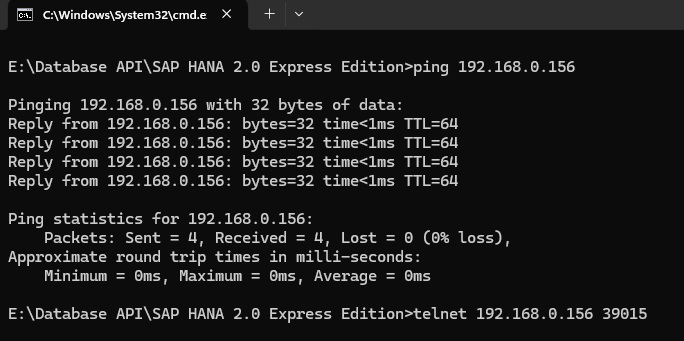 C:\Windows\System32\cmd.e
E:\Database API\SAP HANA 2.0 Express Edition>ping 192.168.0.156
Pinging 192.168.0.156 with 32 bytes of data:
Reply from 192.168.0.156: bytes=32 time<1ms TTL=64
Reply from 192.168.0.156: bytes=32 time<1ms TTL=64
Reply from 192.168.0.156: bytes=32 time<1ms TTL=64
Reply from 192.168.0.156: bytes=32 time<1ms TTL=64
Ping statistics for 192.168.0.156:
    Packets: Sent = 4, Received = 4, Lost = 0 (0% loss),
Approximate round trip times in milli-seconds:
    Minimum = 0ms, Maximum = 0ms, Average = 0ms
E:\Database API\SAP HANA 2.0 Express Edition>telnet 192.168.0.156 39015